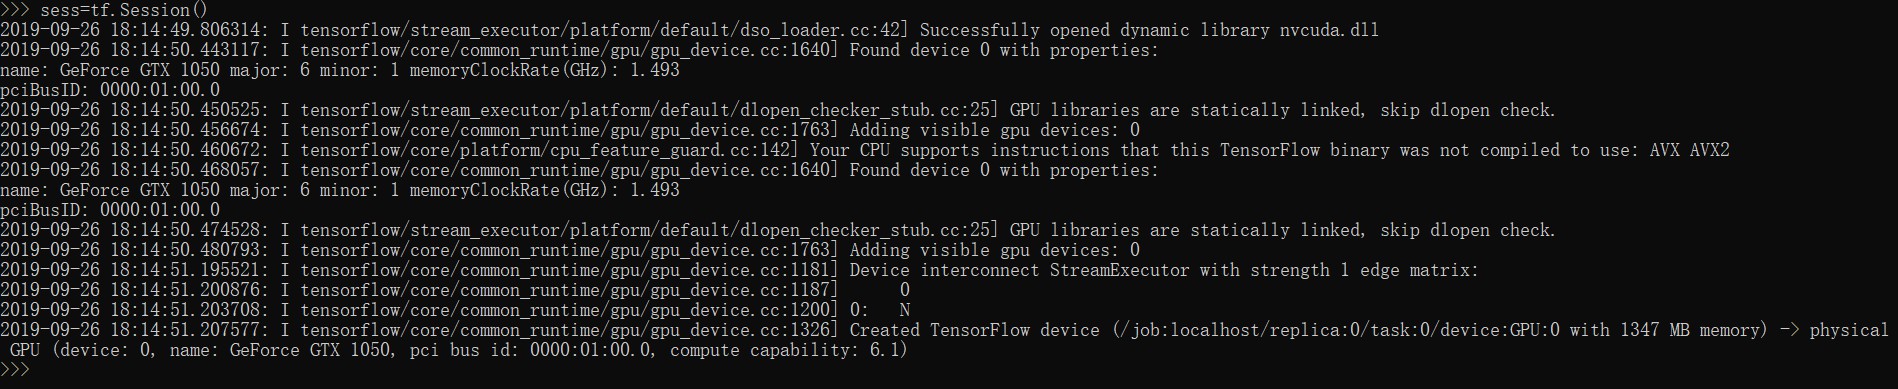 >>> sess=tf.Session()
2019-09-26 18:14:49.806314: I tensorflow/stream_executor/platform/default/dso_loader.cc:42] Successfully opened dynamic library nvcuda.dll
2019-09-26 18:14:50.443117: I tensorflow/core/common_runtime/gpu/gpu_device.cc:1640] Found device 0 with properties:
name: GeForce GTX 1050 major: 6 minor: 1 memoryClockRate(GHz): 1.493
pciBusID: 0000:01:00.0
2019-09-26 18:14:50.450525: I tensorflow/stream_executor/platform/default/dlopen_checker_stub.cc:25] GPU libraries are statically linked, skip dlopen check.
2019-09-26 18:14:50.456674: I tensorflow/core/common_runtime/gpu/gpu_device.cc:1763] Adding visible gpu devices: 0
2019-09-26 18:14:50.460672: I tensorflow/core/platform/cpu_feature_guard.cc:142] Your CPU supports instructions that this TensorFlow binary was not compiled to use: AVX AVX2
2019-09-26 18:14:50.468057: I tensorflow/core/common_runtime/gpu/gpu_device.cc:1640] Found device 0 with properties:
name: GeForce GTX 1050 major: 6 minor: 1 memoryClockRate(GHz): 1.493
pciBusID: 0000:01:00.0
2019-09-26 18:14:50.474528: I tensorflow/stream_executor/platform/default/dlopen_checker_stub.cc:25] GPU libraries are statically linked, skip dlopen check.
2019-09-26 18:14:50.480793: I tensorflow/core/common_runtime/gpu/gpu_device.cc:1763] Adding visible gpu devices: 0
2019-09-26 18:14:51.195521: I tensorflow/core/common_runtime/gpu/gpu_device.cc:1181] Device interconnect StreamExecutor with strength 1 edge matrix:
2019-09-26 18:14:51.200876: I tensorflow/core/common_runtime/gpu/gpu_device.cc:1187]      0
2019-09-26 18:14:51.203708: I tensorflow/core/common_runtime/gpu/gpu_device.cc:1200] 0:   N
2019-09-26 18:14:51.207577: I tensorflow/core/common_runtime/gpu/gpu_device.cc:1326] Created TensorFlow device (/job:localhost/replica:0/task:0/device:GPU:0 with 1347 MB memory) -> physical
GPU (device: 0, name: GeForce GTX 1050, pci bus id: 0000:01:00.0, compute capability: 6.1)
>>>